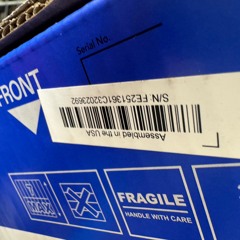 Serial No.
FRONT
S/N: FE251361C32023692
Assembled in the USA
FRAGILE
HANDLE WITH CARE